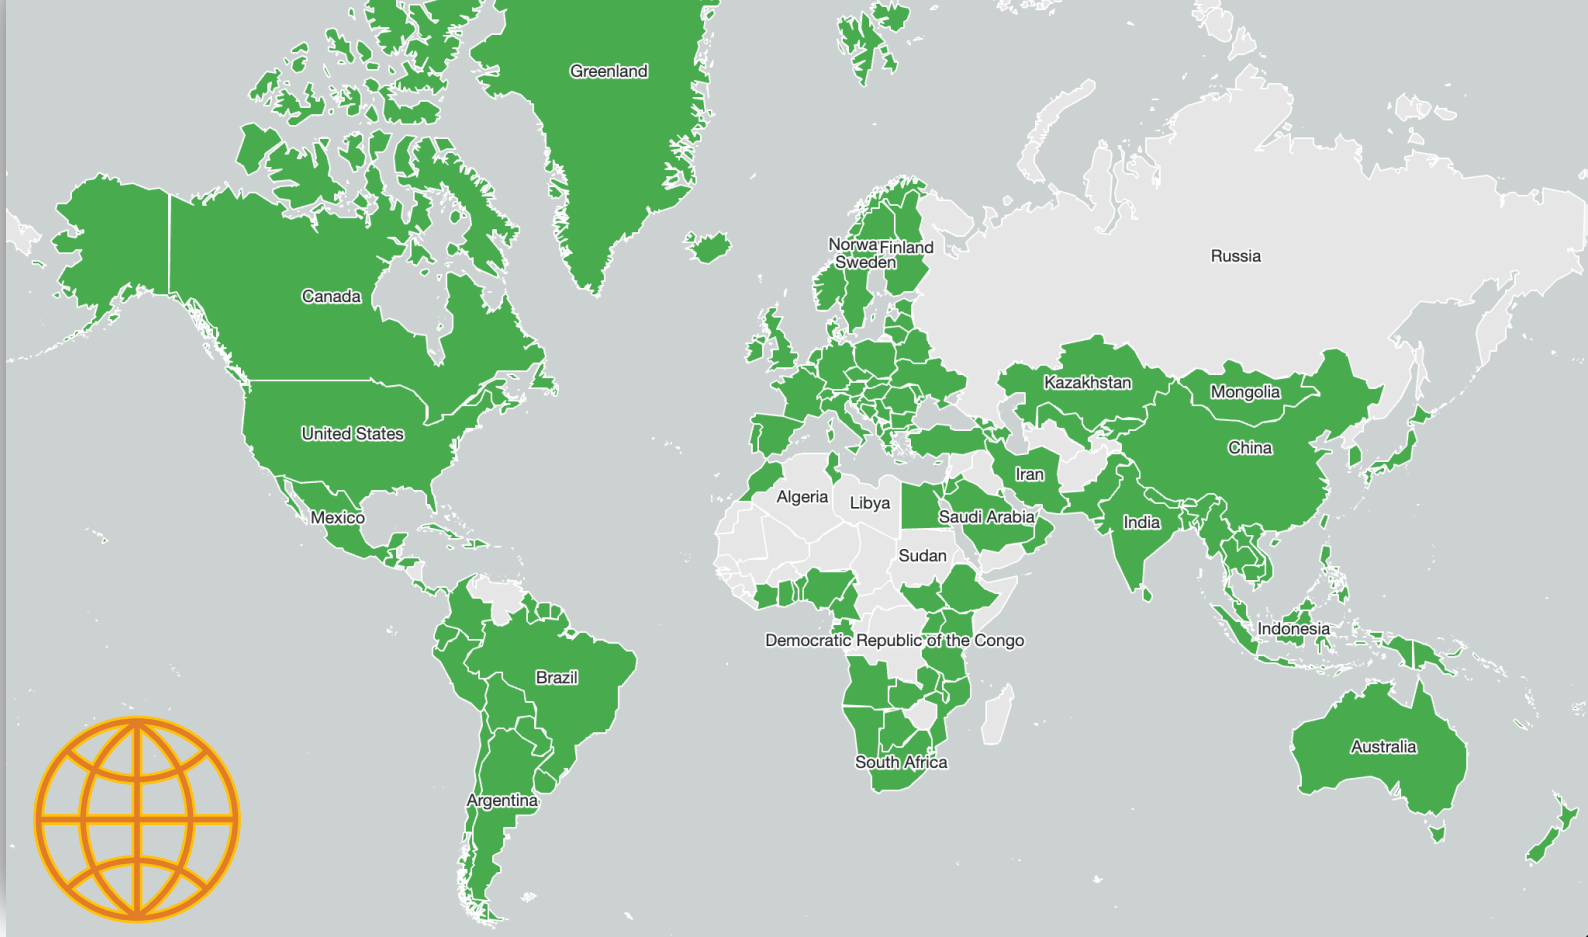 Greenland
Norwa
Finland
Sweden
Russia
Canada
Kazakhstan
Mongolia
United States
China
Iran
Algeria
Libya
Mexico
Saudi Arabia
India
Sudan
Indonesia
Democratic Republic of the Congo
Brazil
Australia
South Africa
Argentina